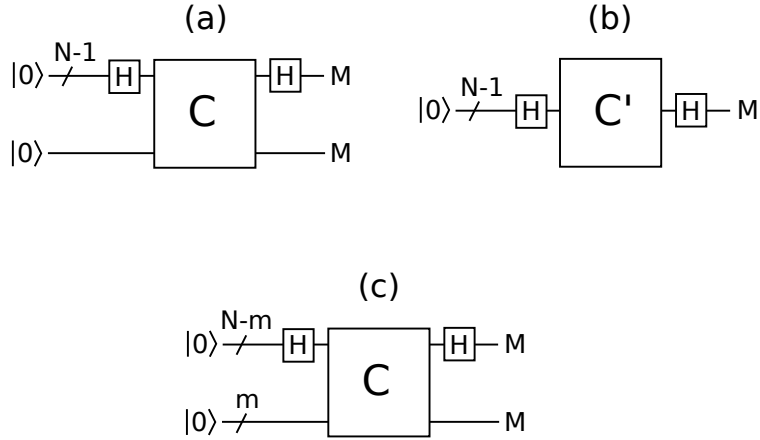 (a)
N-1
|0⟩ H C H M
|0⟩ M
(b)
N-1
|0⟩ H C' H M
(c)
N-m
|0⟩ H C H M
m
|0⟩ M